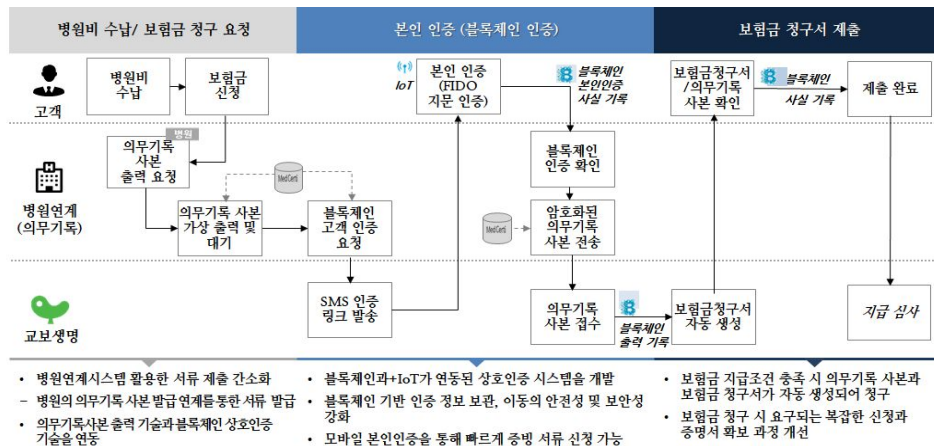 병원비 수납/ 보험금 청구 요청
본인 인증 (블록체인 인증)
보험금 청구서 제출
고객
병원비
수납
보험금
신청
IoT
본인 인증
(FIDO
지문 인증)
블록체인
본인인증
사실 기록
보험금청구서
/의무기록
사본 확인
블록체인
사실 기록
제출 완료
병원연계
(의무기록)
병원
의무기록
사본
출력 요청
MedCerti
의무기록 사본
가상 출력 및
대기
블록체인
고객 인증
요청
블록체인
인증 확인
MedCerti
암호화된
의무기록
사본 전송
교보생명
SMS 인증
링크 발송
의무기록
사본 접수
블록체인
출력 기록
보험금청구서
자동 생성
지급 심사
• 병원연계시스템 활용한 서류 제출 간소화
– 병원의 의무기록 사본 발급 연계를통한 서류 발급
• 의무기록사본 출력 기술과 블록체인 상호인증
기술을 연동
• 블록체인과+IoT가 연동된 상호인증 시스템을 개발
• 블록체인 기반 인증 정보 보관, 이동의 안전성 및 보안성
강화
• 모바일 본인인증을 통해 빠르게 증빙 서류 신청 가능
• 보험금 지급조건 충족 시 의무기록 사본과
보험금 청구서가 자동 생성되어 청구
• 보험금 청구 시 요구되는 복잡한 신청과
증명서 확보 과정 개선